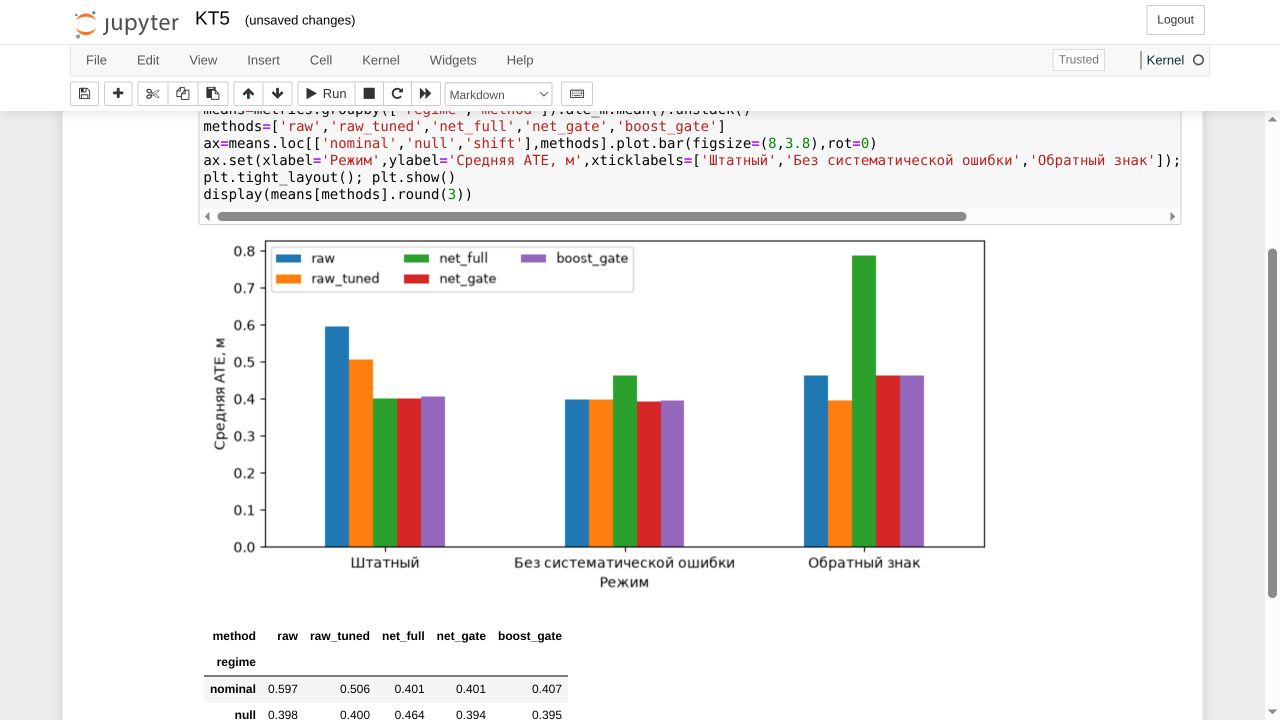 jupyter KT5 (unsaved changes) Logout
File Edit View Insert Cell Kernel Widgets Help Trusted Kernel
Run Markdown
methods=['raw','raw_tuned','net_full','net_gate','boost_gate']
ax=means.loc[['nominal','null','shift'],methods].plot.bar(figsize=(8,3.8),rot=0)
ax.set(xlabel='Режим',ylabel='Средняя ATE, м',xticklabels=['Штатный','Без систематической ошибки','Обратный знак']);
plt.tight_layout(); plt.show()
display(means[methods].round(3))
raw net_full boost_gate
raw_tuned net_gate
Средняя ATE, м
0.8
0.7
0.6
0.5
0.4
0.3
0.2
0.1
0.0
Штатный Без систематической ошибки Обратный знак
Режим
method raw raw_tuned net_full net_gate boost_gate
regime
nominal 0.597 0.506 0.401 0.401 0.407
null 0.398 0.400 0.464 0.394 0.395